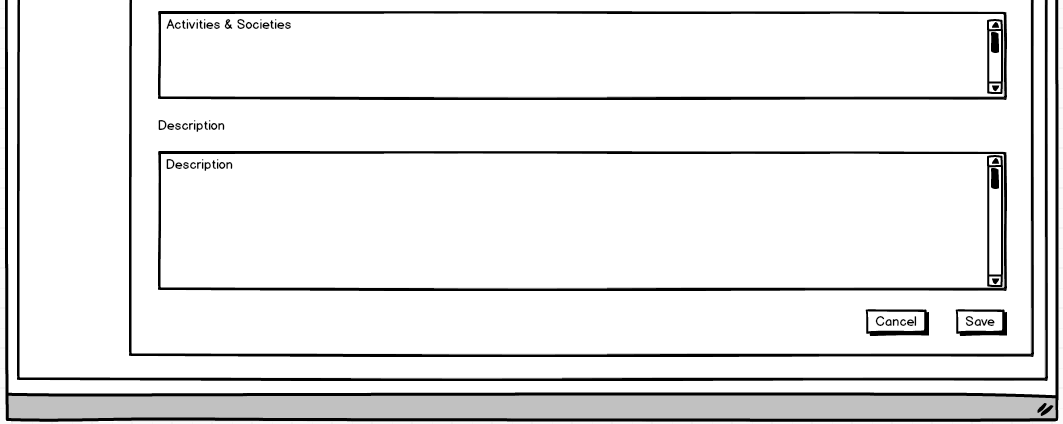 Activities & Societies
Description
Description
Cancel
Save